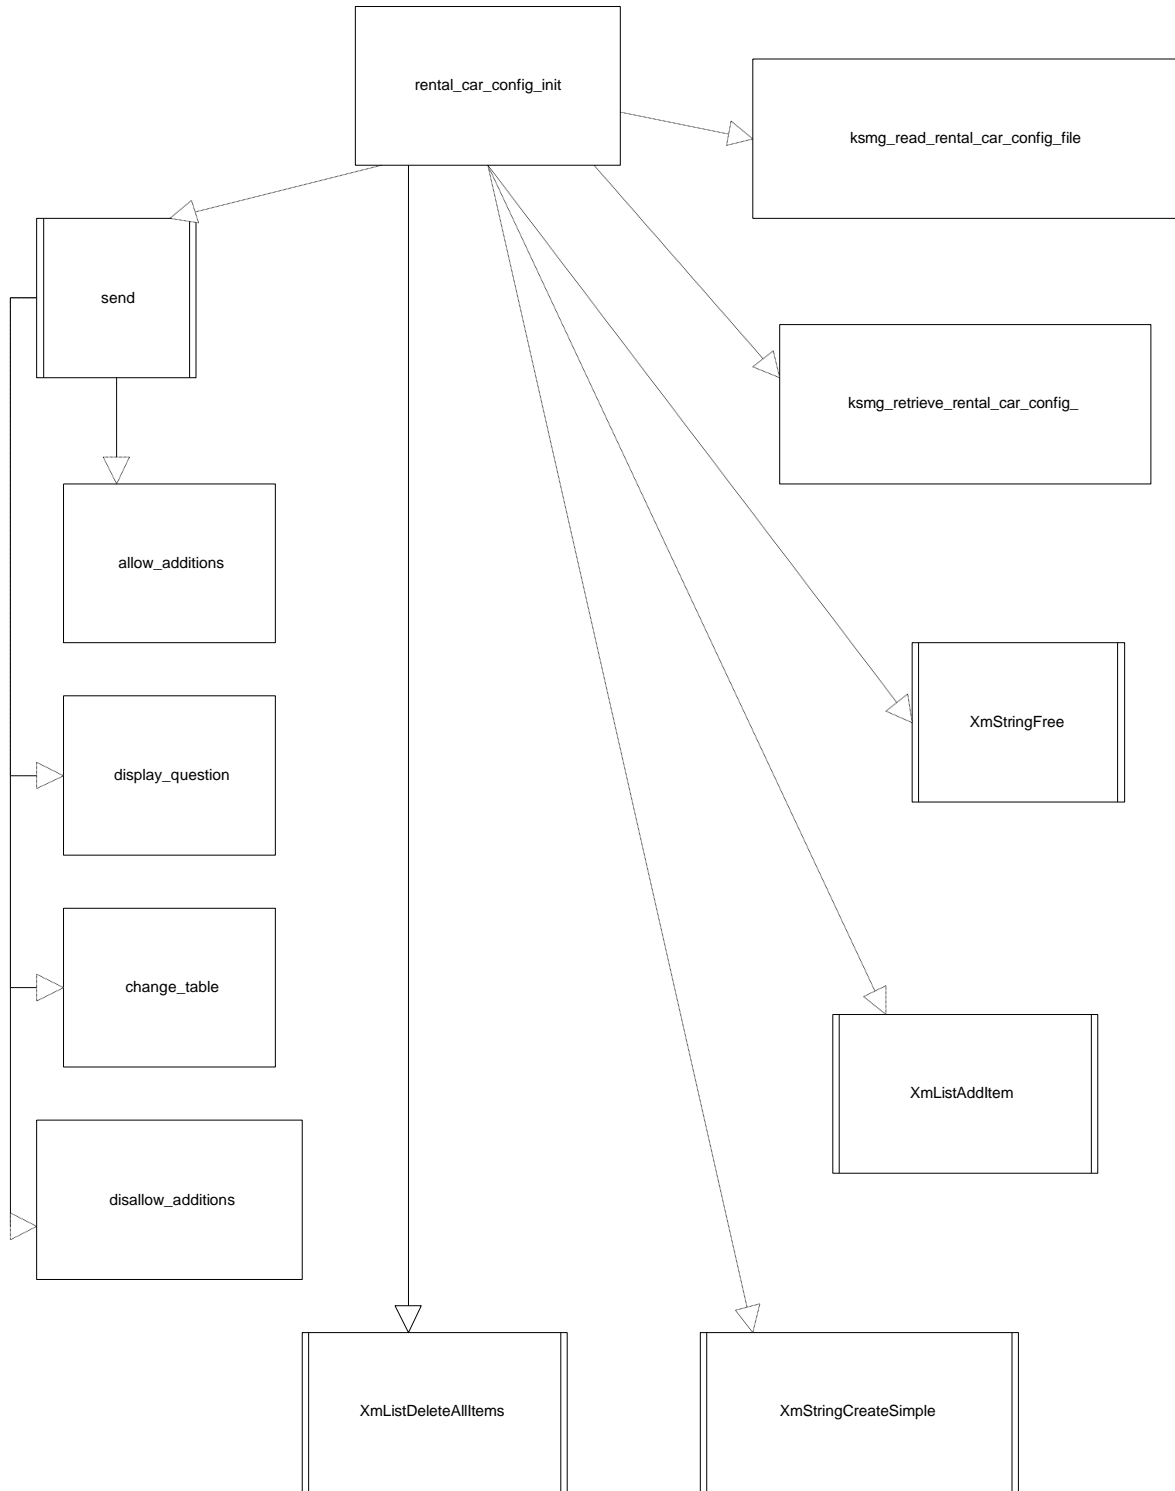 rental_car_config_init
ksmg_read_rental_car_config_file
send
ksmg_retrieve_rental_car_config_
allow_additions
XmStringFree
display_question
change_table
XmListAddItem
disallow_additions
XmListDeleteAllItems
XmStringCreateSimple